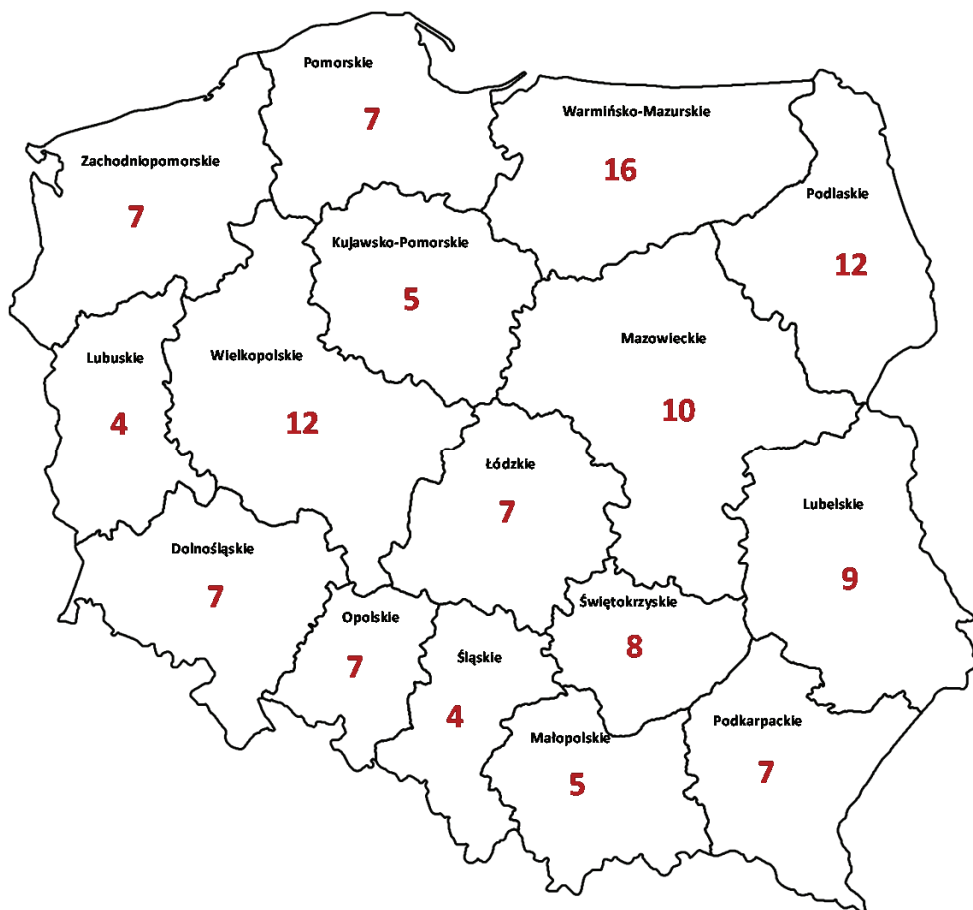 Pomorskie
7
Warmińsko-Mazurskie
16
Zachodniopomorskie
7
Podlaskie
12
Kujawsko-Pomorskie
5
Mazowieckie
10
Lubuskie
4
Wielkopolskie
12
Łódzkie
7
Lubelskie
9
Dolnośląskie
7
Opolskie
7
Świętokrzyskie
8
Śląskie
4
Małopolskie
5
Podkarpackie
7